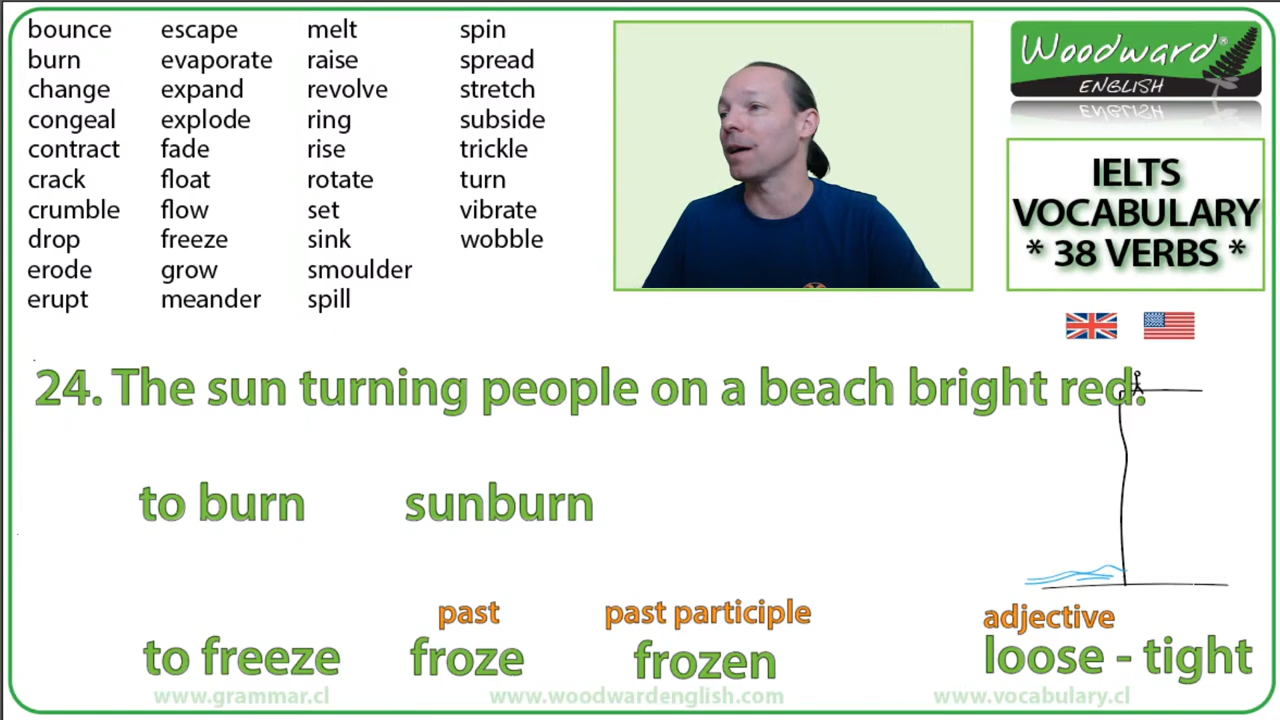 bounce escape melt spin
burn evaporate raise spread
change expand revolve stretch
congeal explode ring subside
contract fade rise trickle
crack float rotate turn
crumble flow set vibrate
drop freeze sink wobble
erode grow smoulder
erupt meander spill
Woodward®
ENGLISH
IELTS
VOCABULARY
* 38 VERBS *
24. The sun turning people on a beach bright red.
to burn sunburn
past past participle adjective
to freeze froze frozen loose - tight
www.grammar.cl www.woodwardenglish.com www.vocabulary.cl